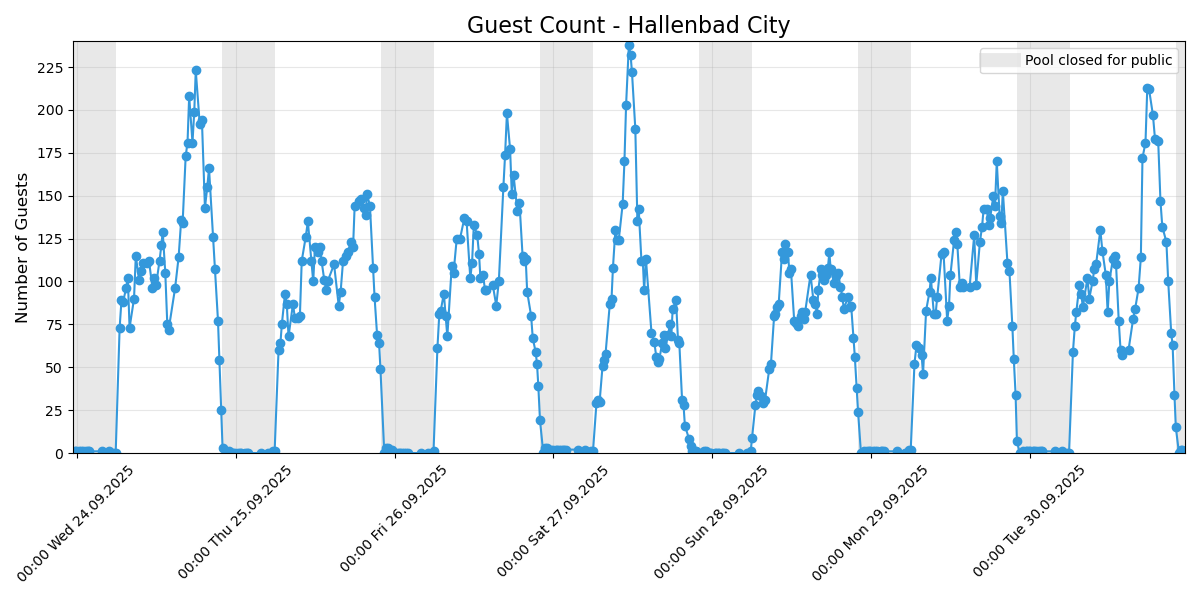 Guest Count - Hallenbad City
Pool closed for public
Number of Guests
225
200
175
150
125
100
75
50
25
0
00:00 Wed 24.09.2025
00:00 Thu 25.09.2025
00:00 Fri 26.09.2025
00:00 Sat 27.09.2025
00:00 Sun 28.09.2025
00:00 Mon 29.09.2025
00:00 Tue 30.09.2025